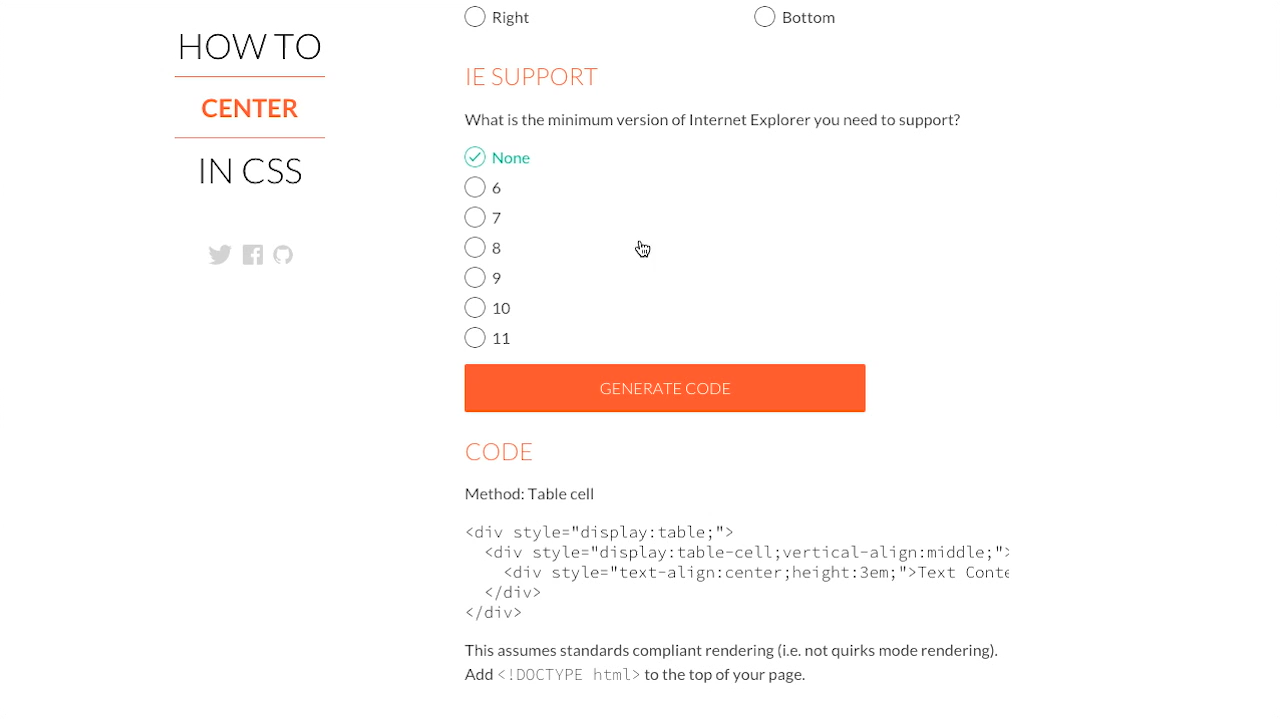 HOW TO
CENTER
IN CSS
Right
Bottom
IE SUPPORT
What is the minimum version of Internet Explorer you need to support?
None
6
7
8
9
10
11
GENERATE CODE
CODE
Method: Table cell
<div style="display:table;">
<div style="display:table-cell;vertical-align:middle;">
<div style="text-align:center;height:3em;">Text Conte
</div>
</div>
This assumes standards compliant rendering (i.e. not quirks mode rendering).
Add <!DOCTYPE html> to the top of your page.